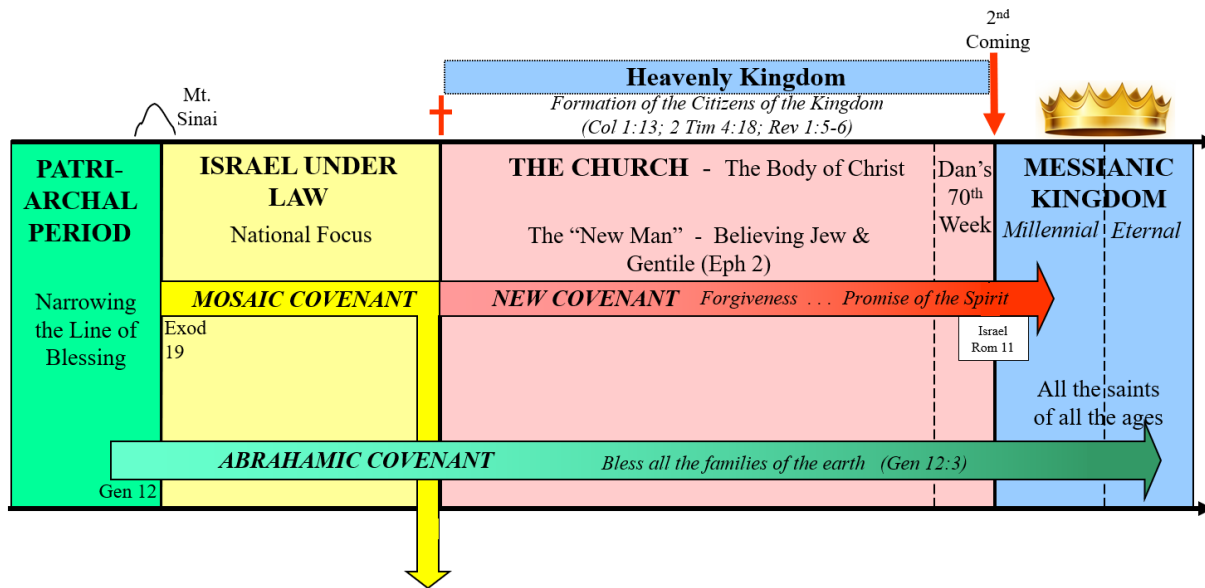 2nd
Coming
Heavenly Kingdom
Formation of the Citizens of the Kingdom
(Col 1:13; 2 Tim 4:18; Rev 1:5-6)
Mt.
Sinai
PATRI-
ARCHAL
PERIOD
Narrowing
the Line of
Blessing
Gen 12
ISRAEL UNDER
LAW
National Focus
THE CHURCH - The Body of Christ
The “New Man” - Believing Jew &
Gentile (Eph 2)
Dan's
70th
Week
MESSIANIC
KINGDOM
Millennial Eternal
MOSAIC COVENANT
NEW COVENANT Forgiveness . . . Promise of the Spirit
Exod
19
Israel
Rom 11
All the saints
of all the ages
ABRAHAMIC COVENANT Bless all the families of the earth (Gen 12:3)